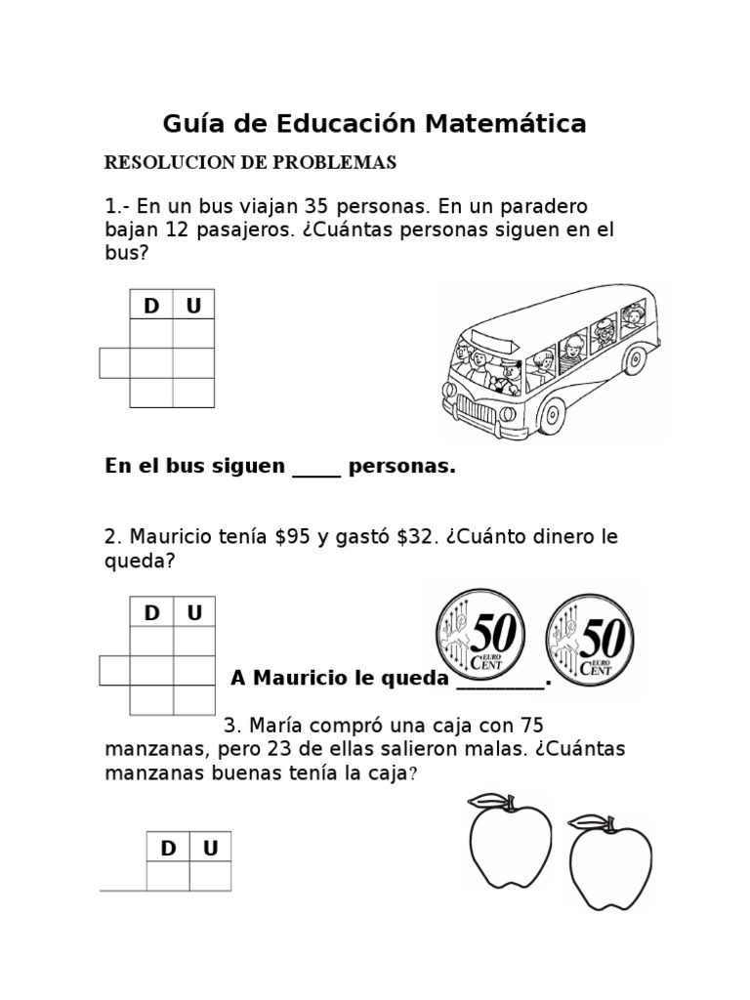 Guía de Educación Matemática
RESOLUCION DE PROBLEMAS
1.- En un bus viajan 35 personas. En un paradero
bajan 12 pasajeros. ¿Cuántas personas siguen en el
bus?
D U
En el bus siguen _____ personas.
2. Mauricio tenía $95 y gastó $32. ¿Cuánto dinero le
queda?
D U
50 EURO CENT
50 EURO CENT
A Mauricio le queda _________.
3. María compró una caja con 75
manzanas, pero 23 de ellas salieron malas. ¿Cuántas
manzanas buenas tenía la caja?
D U